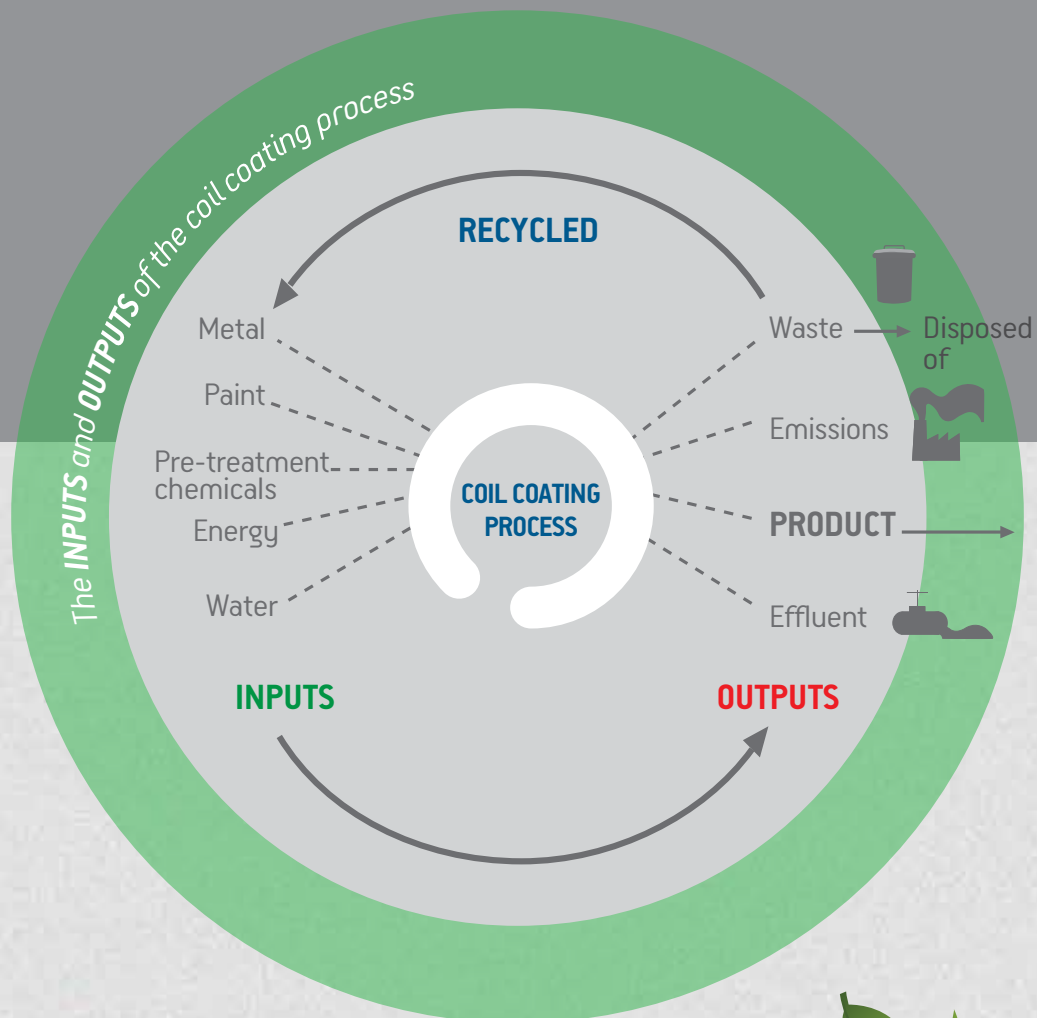 The INPUTS and OUTPUTS of the coil coating process
RECYCLED
Metal
Paint
Pre-treatment
chemicals
Energy
Water
COIL COATING
PROCESS
Waste
Disposed
of
Emissions
PRODUCT
Effluent
INPUTS
OUTPUTS